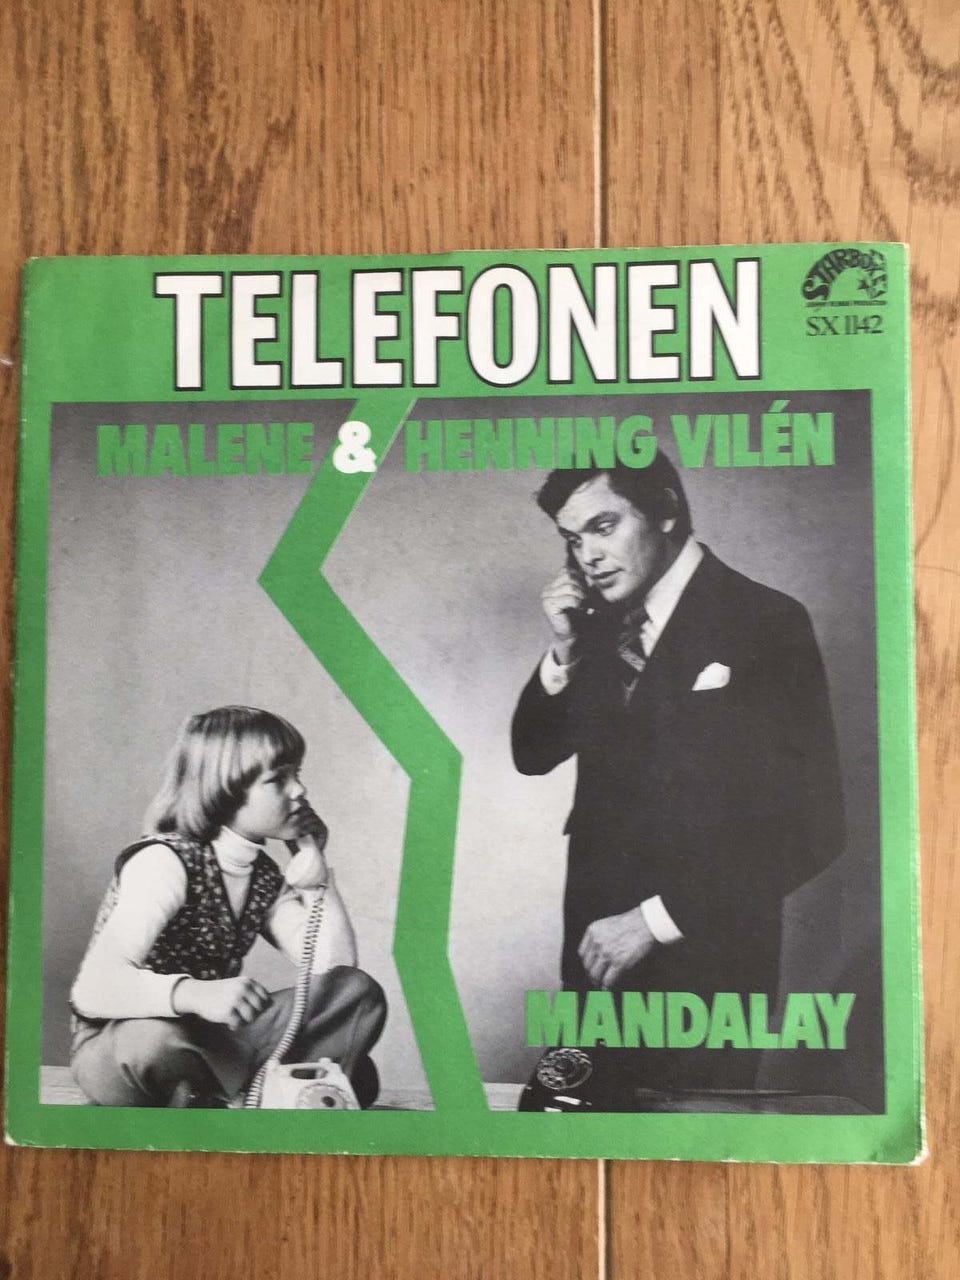 TELEFONEN
STARBOX
SX 1142
MALENE & HENNING VILÉN
MANDALAY